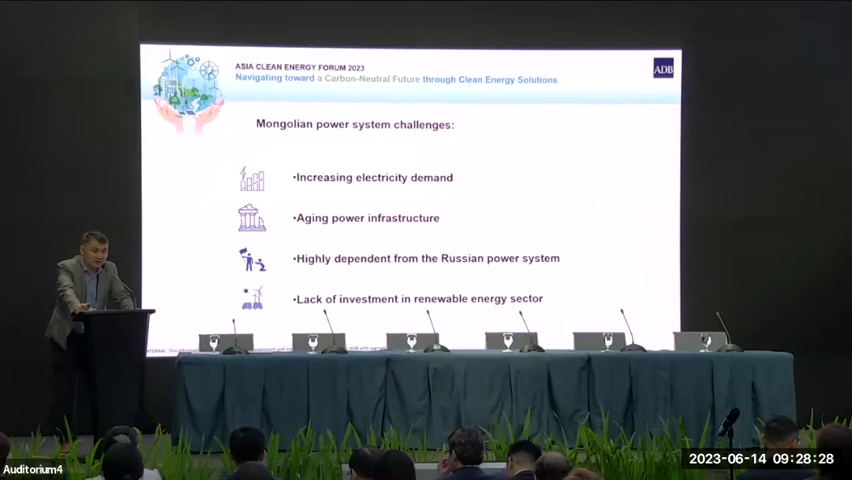 ASIA CLEAN ENERGY FORUM 2023
Navigating toward a Carbon-Neutral Future through Clean Energy Solutions
ADB
Mongolian power system challenges:
•Increasing electricity demand
•Aging power infrastructure
•Highly dependent from the Russian power system
•Lack of investment in renewable energy sector
Auditorium4
2023-06-14 09:28:28